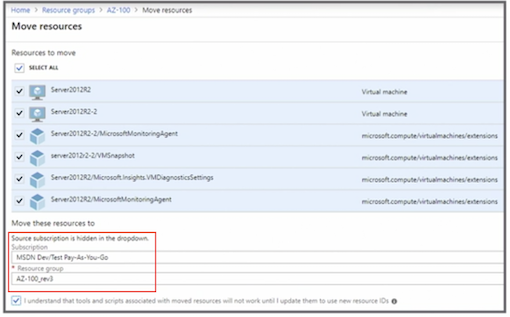 Home > Resource groups > AZ-100 > Move resources
Move resources
Resources to move
SELECT ALL
Server2012R2 Virtual machine
Server2012R2-2 Virtual machine
Server2012R2-2/MicrosoftMonitoringAgent microsoft.compute/virtualmachines/extensions
server2012r2-2/VMSnapshot microsoft.compute/virtualmachines/extensions
Server2012R2/Microsoft.Insights.VMDiagnosticsSettings microsoft.compute/virtualmachines/extensions
Server2012R2/MicrosoftMonitoringAgent microsoft.compute/virtualmachines/extensions
Move these resources to
Source subscription is hidden in the dropdown.
Subscription
MSDN Dev/Test Pay-As-You-Go
* Resource group
AZ-100_rev3
I understand that tools and scripts associated with moved resources will not work until I update them to use new resource IDs